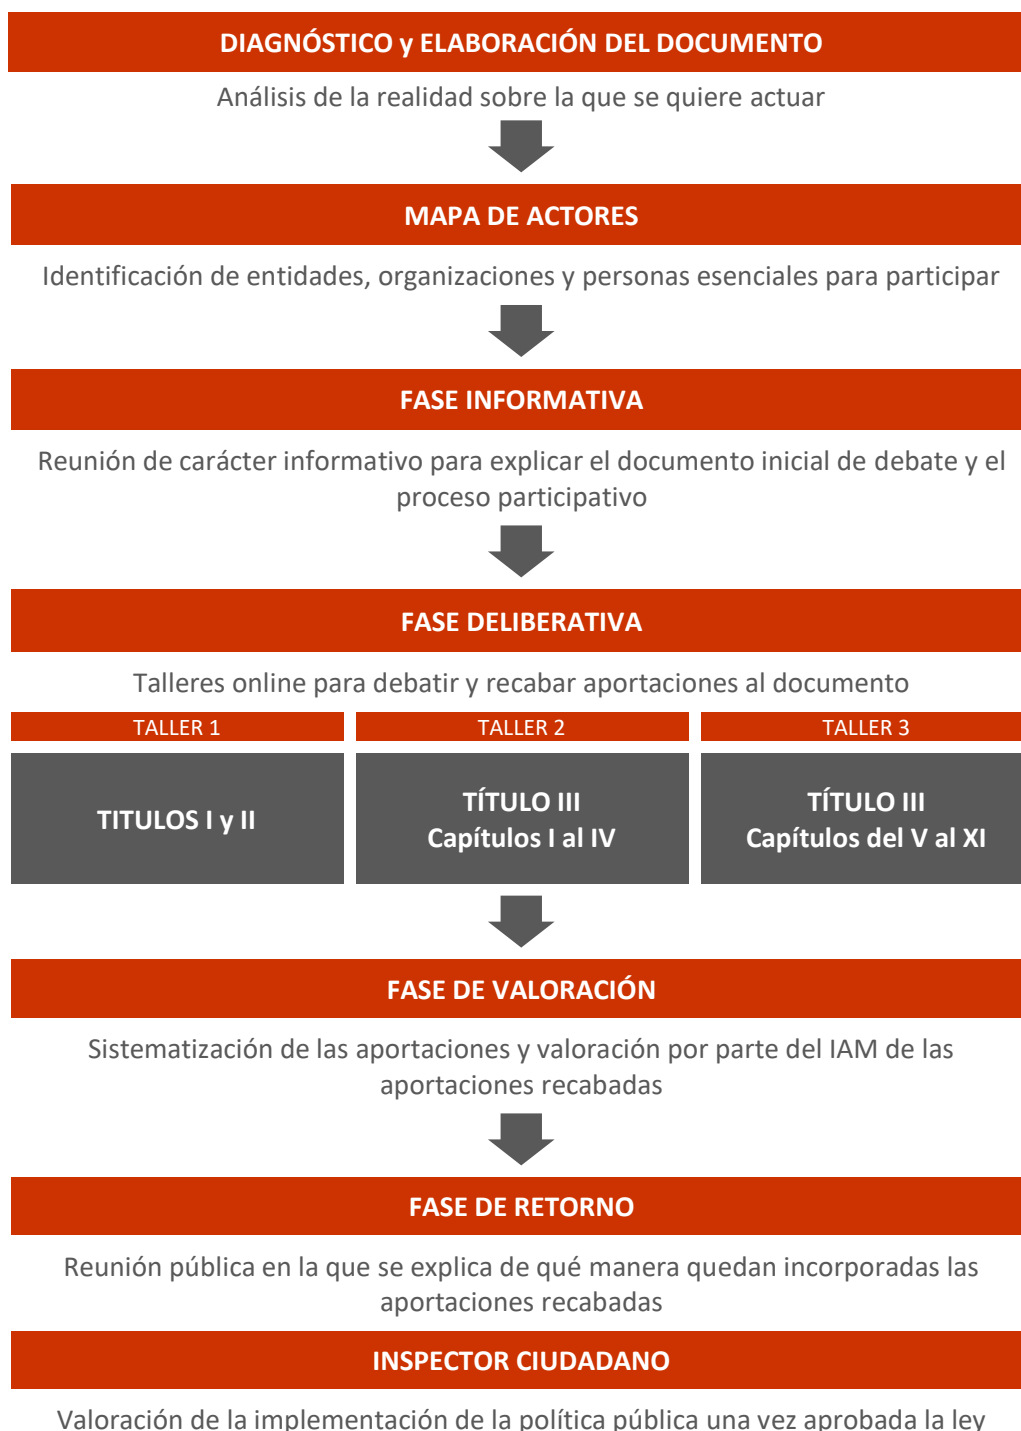 DIAGNÓSTICO y ELABORACIÓN DEL DOCUMENTO
Análisis de la realidad sobre la que se quiere actuar
MAPA DE ACTORES
Identificación de entidades, organizaciones y personas esenciales para participar
FASE INFORMATIVA
Reunión de carácter informativo para explicar el documento inicial de debate y el
proceso participativo
FASE DELIBERATIVA
Talleres online para debatir y recabar aportaciones al documento
TALLER 1
TITULOS I y II
TALLER 2
TÍTULO III
Capítulos I al IV
TALLER 3
TÍTULO III
Capítulos del V al XI
FASE DE VALORACIÓN
Sistematización de las aportaciones y valoración por parte del IAM de las
aportaciones recabadas
FASE DE RETORNO
Reunión pública en la que se explica de qué manera quedan incorporadas las
aportaciones recabadas
INSPECTOR CIUDADANO
Valoración de la implementación de la política pública una vez aprobada la ley